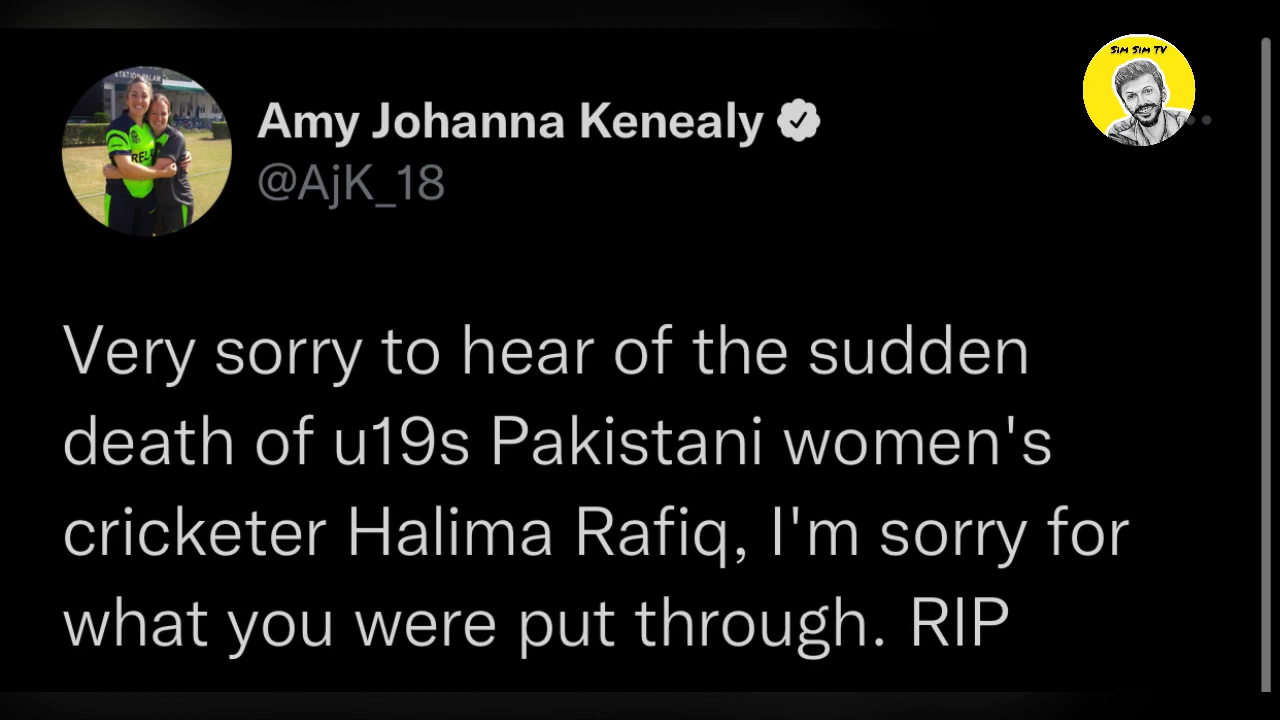 SIM SIM TV
Amy Johanna Kenealy
@AjK_18
Very sorry to hear of the sudden
death of u19s Pakistani women's
cricketer Halima Rafiq, I'm sorry for
what you were put through. RIP